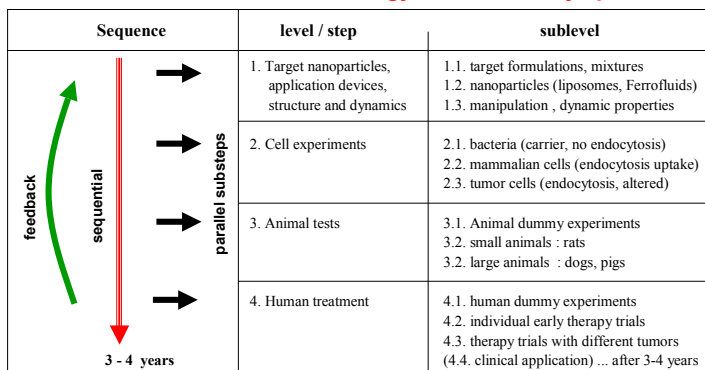 Sequence
level / step
sublevel
1. Target nanoparticles,
application devices,
structure and dynamics
1.1. target formulations, mixtures
1.2. nanoparticles (liposomes, Ferrofluids)
1.3. manipulation , dynamic properties
2. Cell experiments
2.1. bacteria (carrier, no endocytosis)
2.2. mammalian cells (endocytosis uptake)
2.3. tumor cells (endocytosis, altered)
3. Animal tests
3.1. Animal dummy experiments
3.2. small animals : rats
3.2. large animals : dogs, pigs
4. Human treatment
4.1. human dummy experiments
4.2. individual early therapy trials
4.3. therapy trials with different tumors
(4.4. clinical application) ... after 3-4 years
feedback
sequential
parallel substeps
3 - 4 years